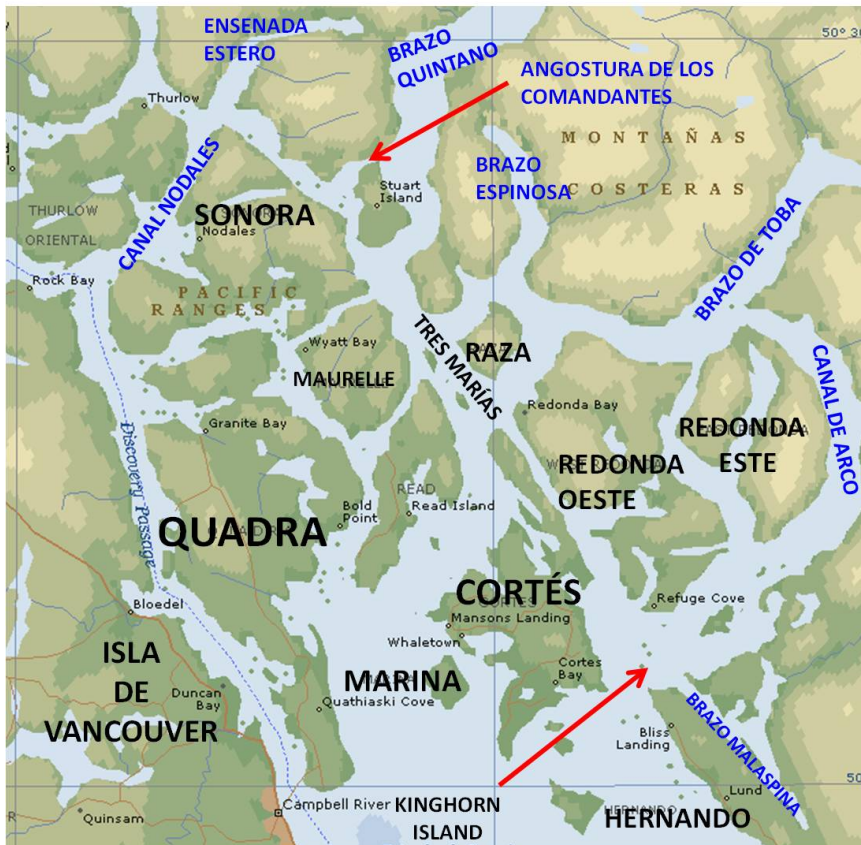 ENSENADA
ESTERO
BRAZO
QUINTANO
50° 30
ANGOSTURA DE LOS
COMANDANTES
Thurlow
MONTAÑAS
COSTERAS
BRAZO
ESPINOSA
Stuart
Island
CANAL NODALES
THURLOW
ORIENTAL
SONORA
Nodales
BRAZO DE TOBA
Rock Bay
PACIFIC
RANGES
TRES MARÍAS
Wyatt Bay
RAZA
MAURELLE
CANAL DE ARCO
Redonda Bay
Granite Bay
REDONDA
ESTE
REDONDA
OESTE
Discovery Passage
READ
Bold
Point
Read Island
QUADRA
CORTÉS
CORTES
Refuge Cove
Bloedel
Mansons Landing
Whaletown
ISLA
DE
VANCOUVER
MARINA
Cortes
Bay
Duncan
Bay
Quathiaski Cove
BRAZO MALASPINA
Bliss
Landing
50
Lund
Campbell River
KINGHORN
ISLAND
HERNANDO
HERNANDO
Quinsam